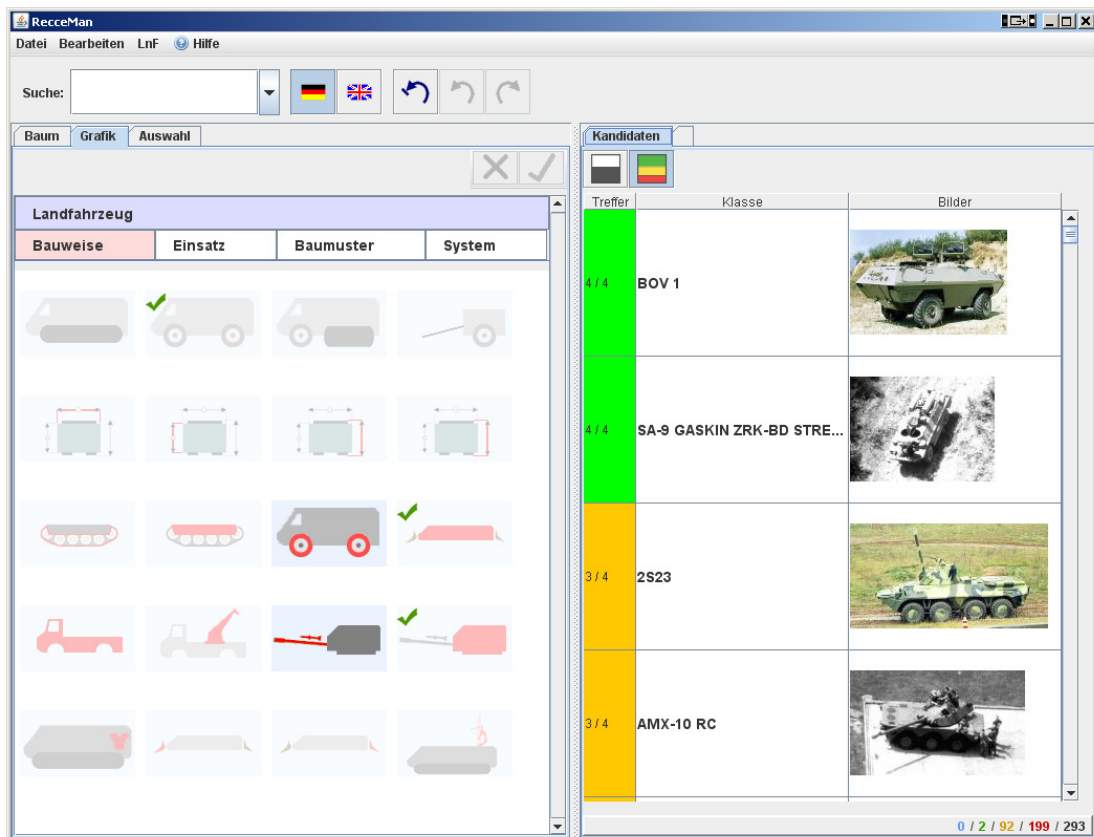 RecceMan
Datei Bearbeiten LnF Hilfe
Suche:
Baum Grafik Auswahl
Landfahrzeug
Bauweise Einsatz Baumuster System
Kandidaten
Treffer Klasse Bilder
4 / 4 BOV 1
4 / 4 SA-9 GASKIN ZRK-BD STRE...
3 / 4 2S23
3 / 4 AMX-10 RC
0 / 2 / 92 / 199 / 293